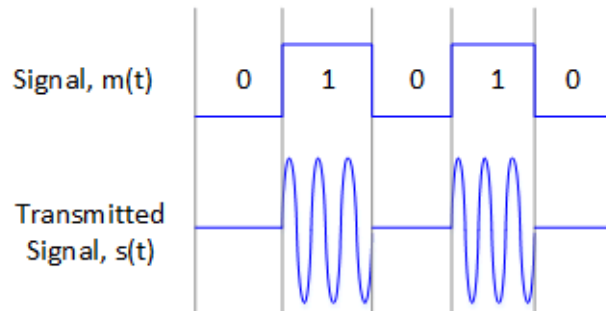 Signal, m(t)
0 1 0 1 0
Transmitted
Signal, s(t)